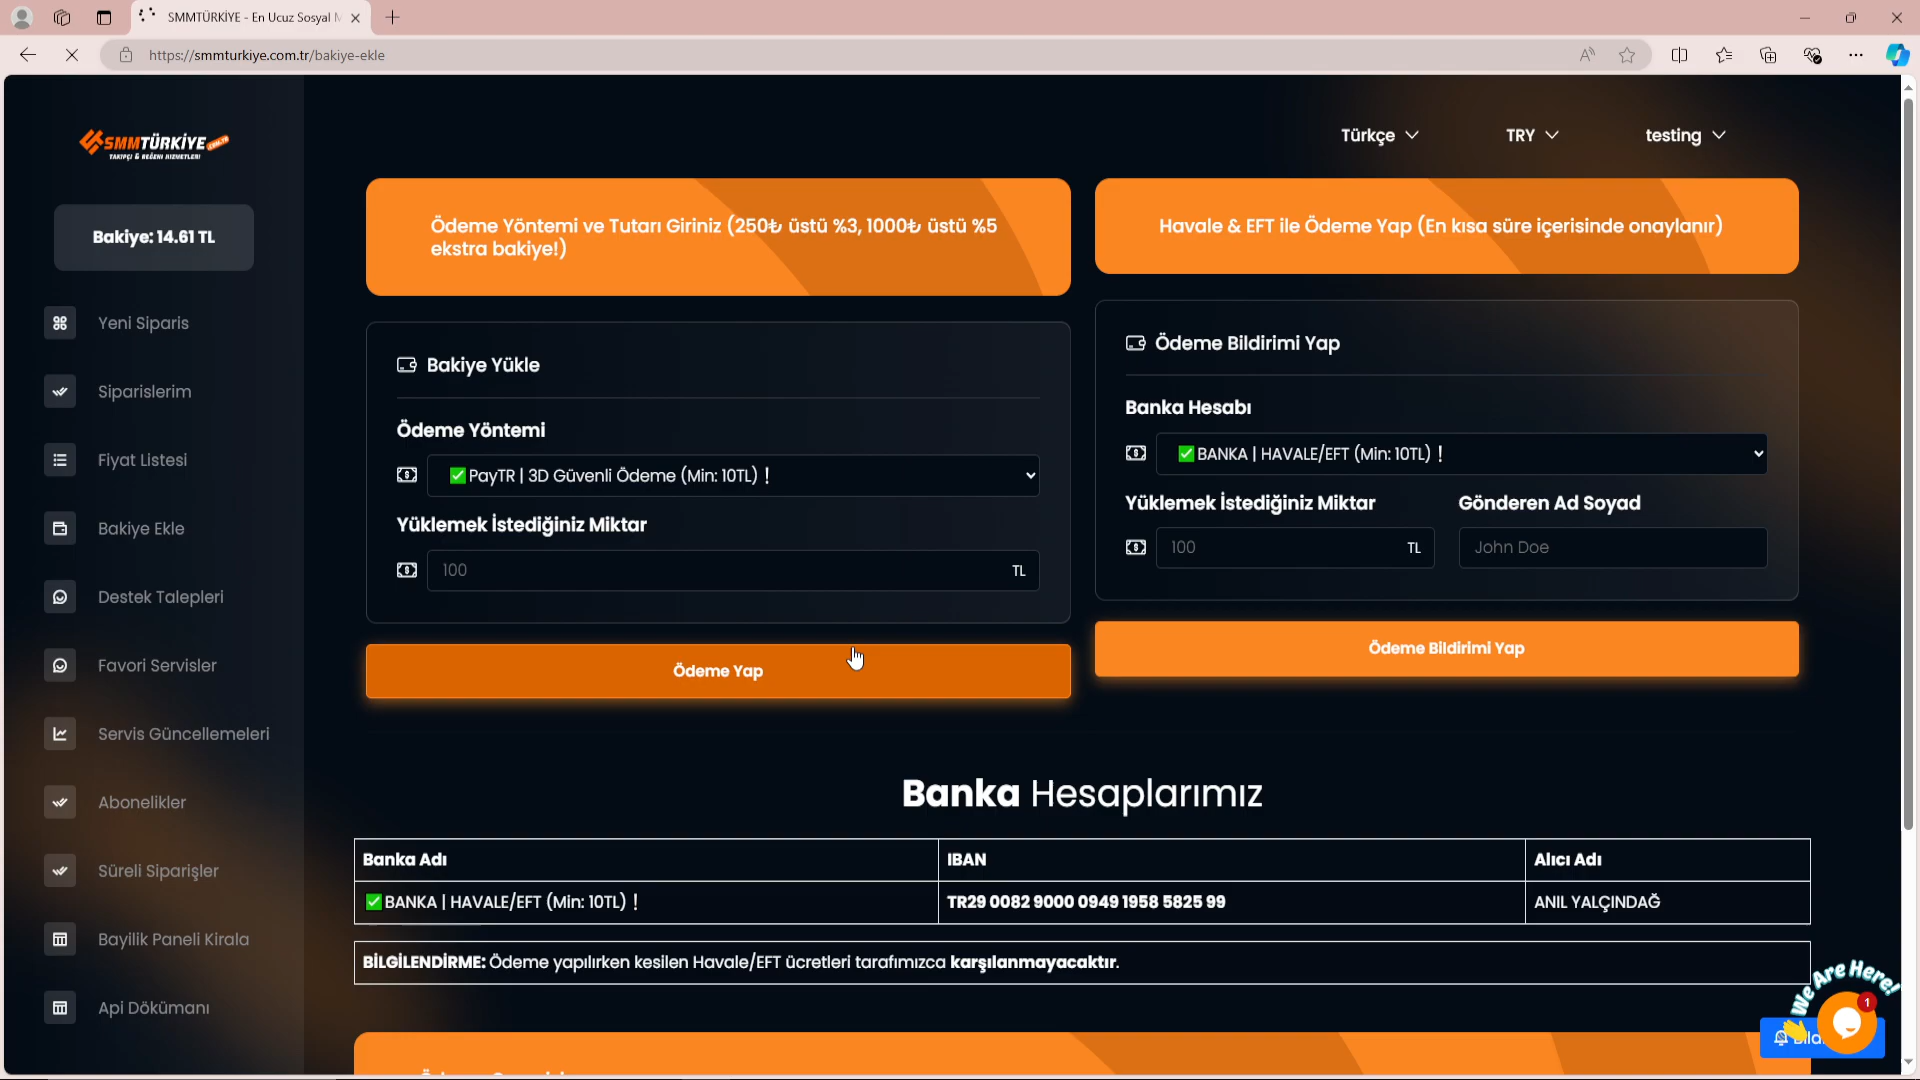 SMMTÜRKİYE - En Ucuz Sosyal M
https://smmturkiye.com.tr/bakiye-ekle
SMMTÜRKİYE.COM.TR
TAKİPÇİ & BEĞENİ HİZMETLERİ
Türkçe
TRY
testing
Bakiye: 14.61 TL
Yeni Siparis
Siparislerim
Fiyat Listesi
Bakiye Ekle
Destek Talepleri
Favori Servisler
Servis Güncellemeleri
Abonelikler
Süreli Siparişler
Bayilik Paneli Kirala
Api Dökümanı
Ödeme Yöntemi ve Tutarı Giriniz (250₺ üstü %3, 1000₺ üstü %5
ekstra bakiye!)
Bakiye Yükle
Ödeme Yöntemi
✅PayTR | 3D Güvenli Ödeme (Min: 10TL) !
Yüklemek İstediğiniz Miktar
100 TL
Ödeme Yap
Havale & EFT ile Ödeme Yap (En kısa süre içerisinde onaylanır)
Ödeme Bildirimi Yap
Banka Hesabı
✅BANKA | HAVALE/EFT (Min: 10TL) !
Yüklemek İstediğiniz Miktar Gönderen Ad Soyad
100 TL John Doe
Ödeme Bildirimi Yap
Banka Hesaplarımız
Banka Adı IBAN Alıcı Adı
✅BANKA | HAVALE/EFT (Min: 10TL) ! TR29 0082 9000 0949 1958 5825 99 ANIL YALÇINDAĞ
BİLGİLENDİRME: Ödeme yapılırken kesilen Havale/EFT ücretleri tarafımızca karşılanmayacaktır.
We Are Here!
1